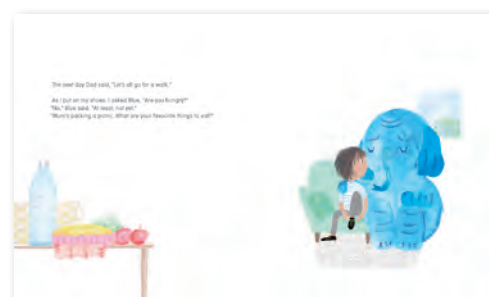 The next day Dad said, "Let's all go for a walk."
As I put on my shoes, I asked Blue, "Are you hungry?"
"No," Blue said. "At least, not yet."
"Mum's packing a picnic. What are your favourite things to eat?"